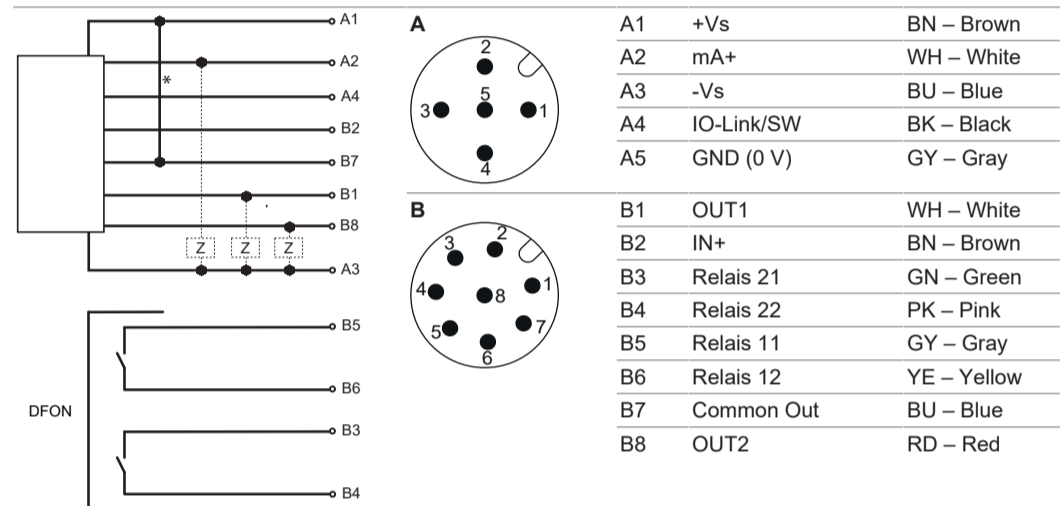 A1
A2
*
A4
B2
B7
B1
B8
Z Z Z
A3
B5
B6
DFON
B3
B4
A
2
5
3 1
4
A1 +Vs BN – Brown
A2 mA+ WH – White
A3 -Vs BU – Blue
A4 IO-Link/SW BK – Black
A5 GND (0 V) GY – Gray
B
2
3
1
4 8
5 7
6
B1 OUT1 WH – White
B2 IN+ BN – Brown
B3 Relais 21 GN – Green
B4 Relais 22 PK – Pink
B5 Relais 11 GY – Gray
B6 Relais 12 YE – Yellow
B7 Common Out BU – Blue
B8 OUT2 RD – Red